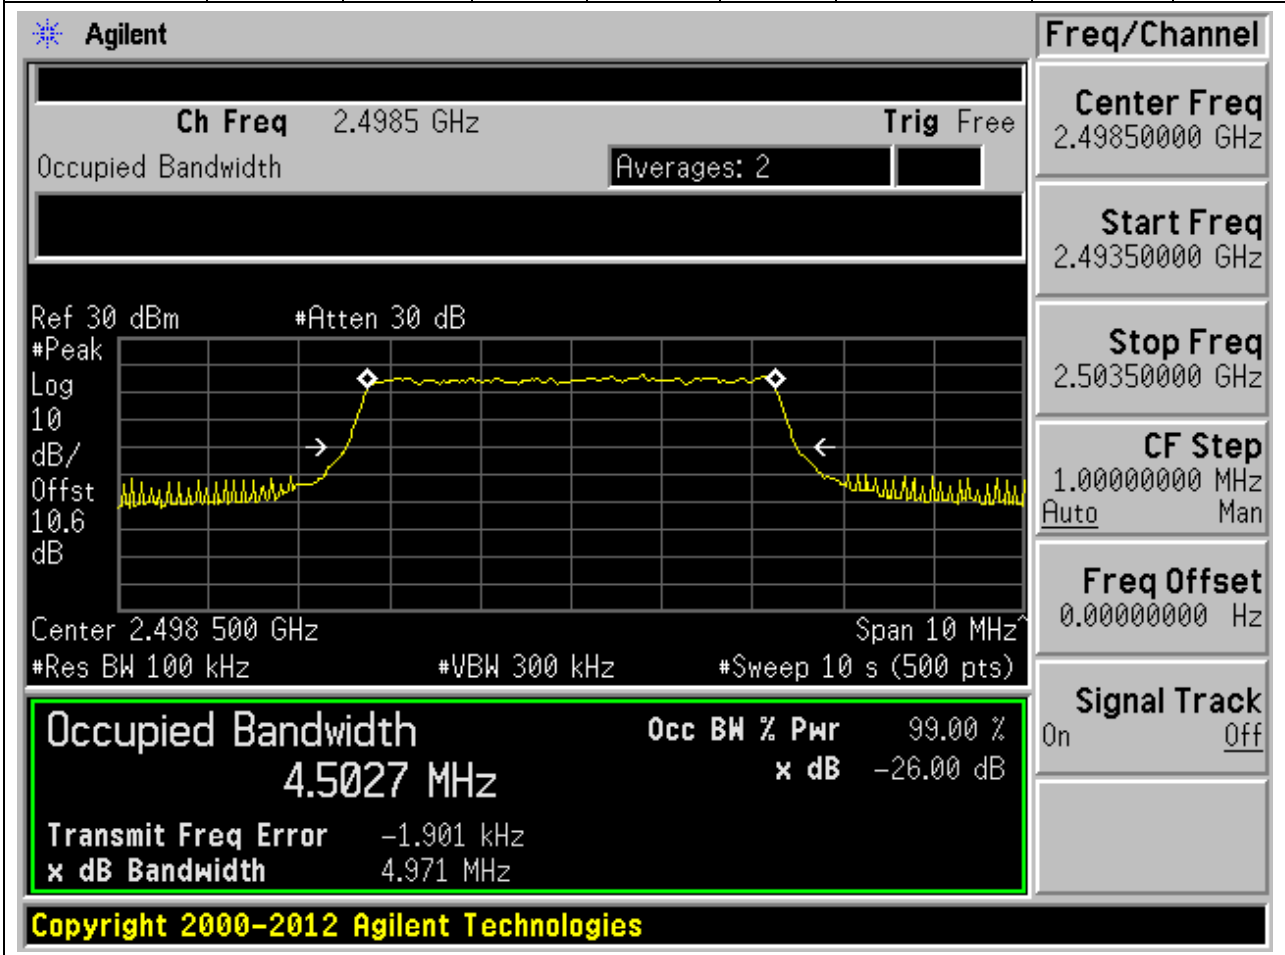 Agilent
Freq/Channel
Ch Freq 2.4985 GHz Trig Free
Occupied Bandwidth Averages: 2
Center Freq
2.49850000 GHz
Start Freq
2.49350000 GHz
Stop Freq
2.50350000 GHz
CF Step
1.00000000 MHz
Auto Man
Freq Offset
0.00000000 Hz
Signal Track
On Off
Ref 30 dBm #Atten 30 dB
#Peak
Log
10
dB/
Offst
10.6
dB
Center 2.498 500 GHz Span 10 MHz^
#Res BW 100 kHz #VBW 300 kHz #Sweep 10 s (500 pts)
Occupied Bandwidth Occ BW % Pwr 99.00 %
4.5027 MHz x dB -26.00 dB
Transmit Freq Error -1.901 kHz
x dB Bandwidth 4.971 MHz
Copyright 2000-2012 Agilent Technologies